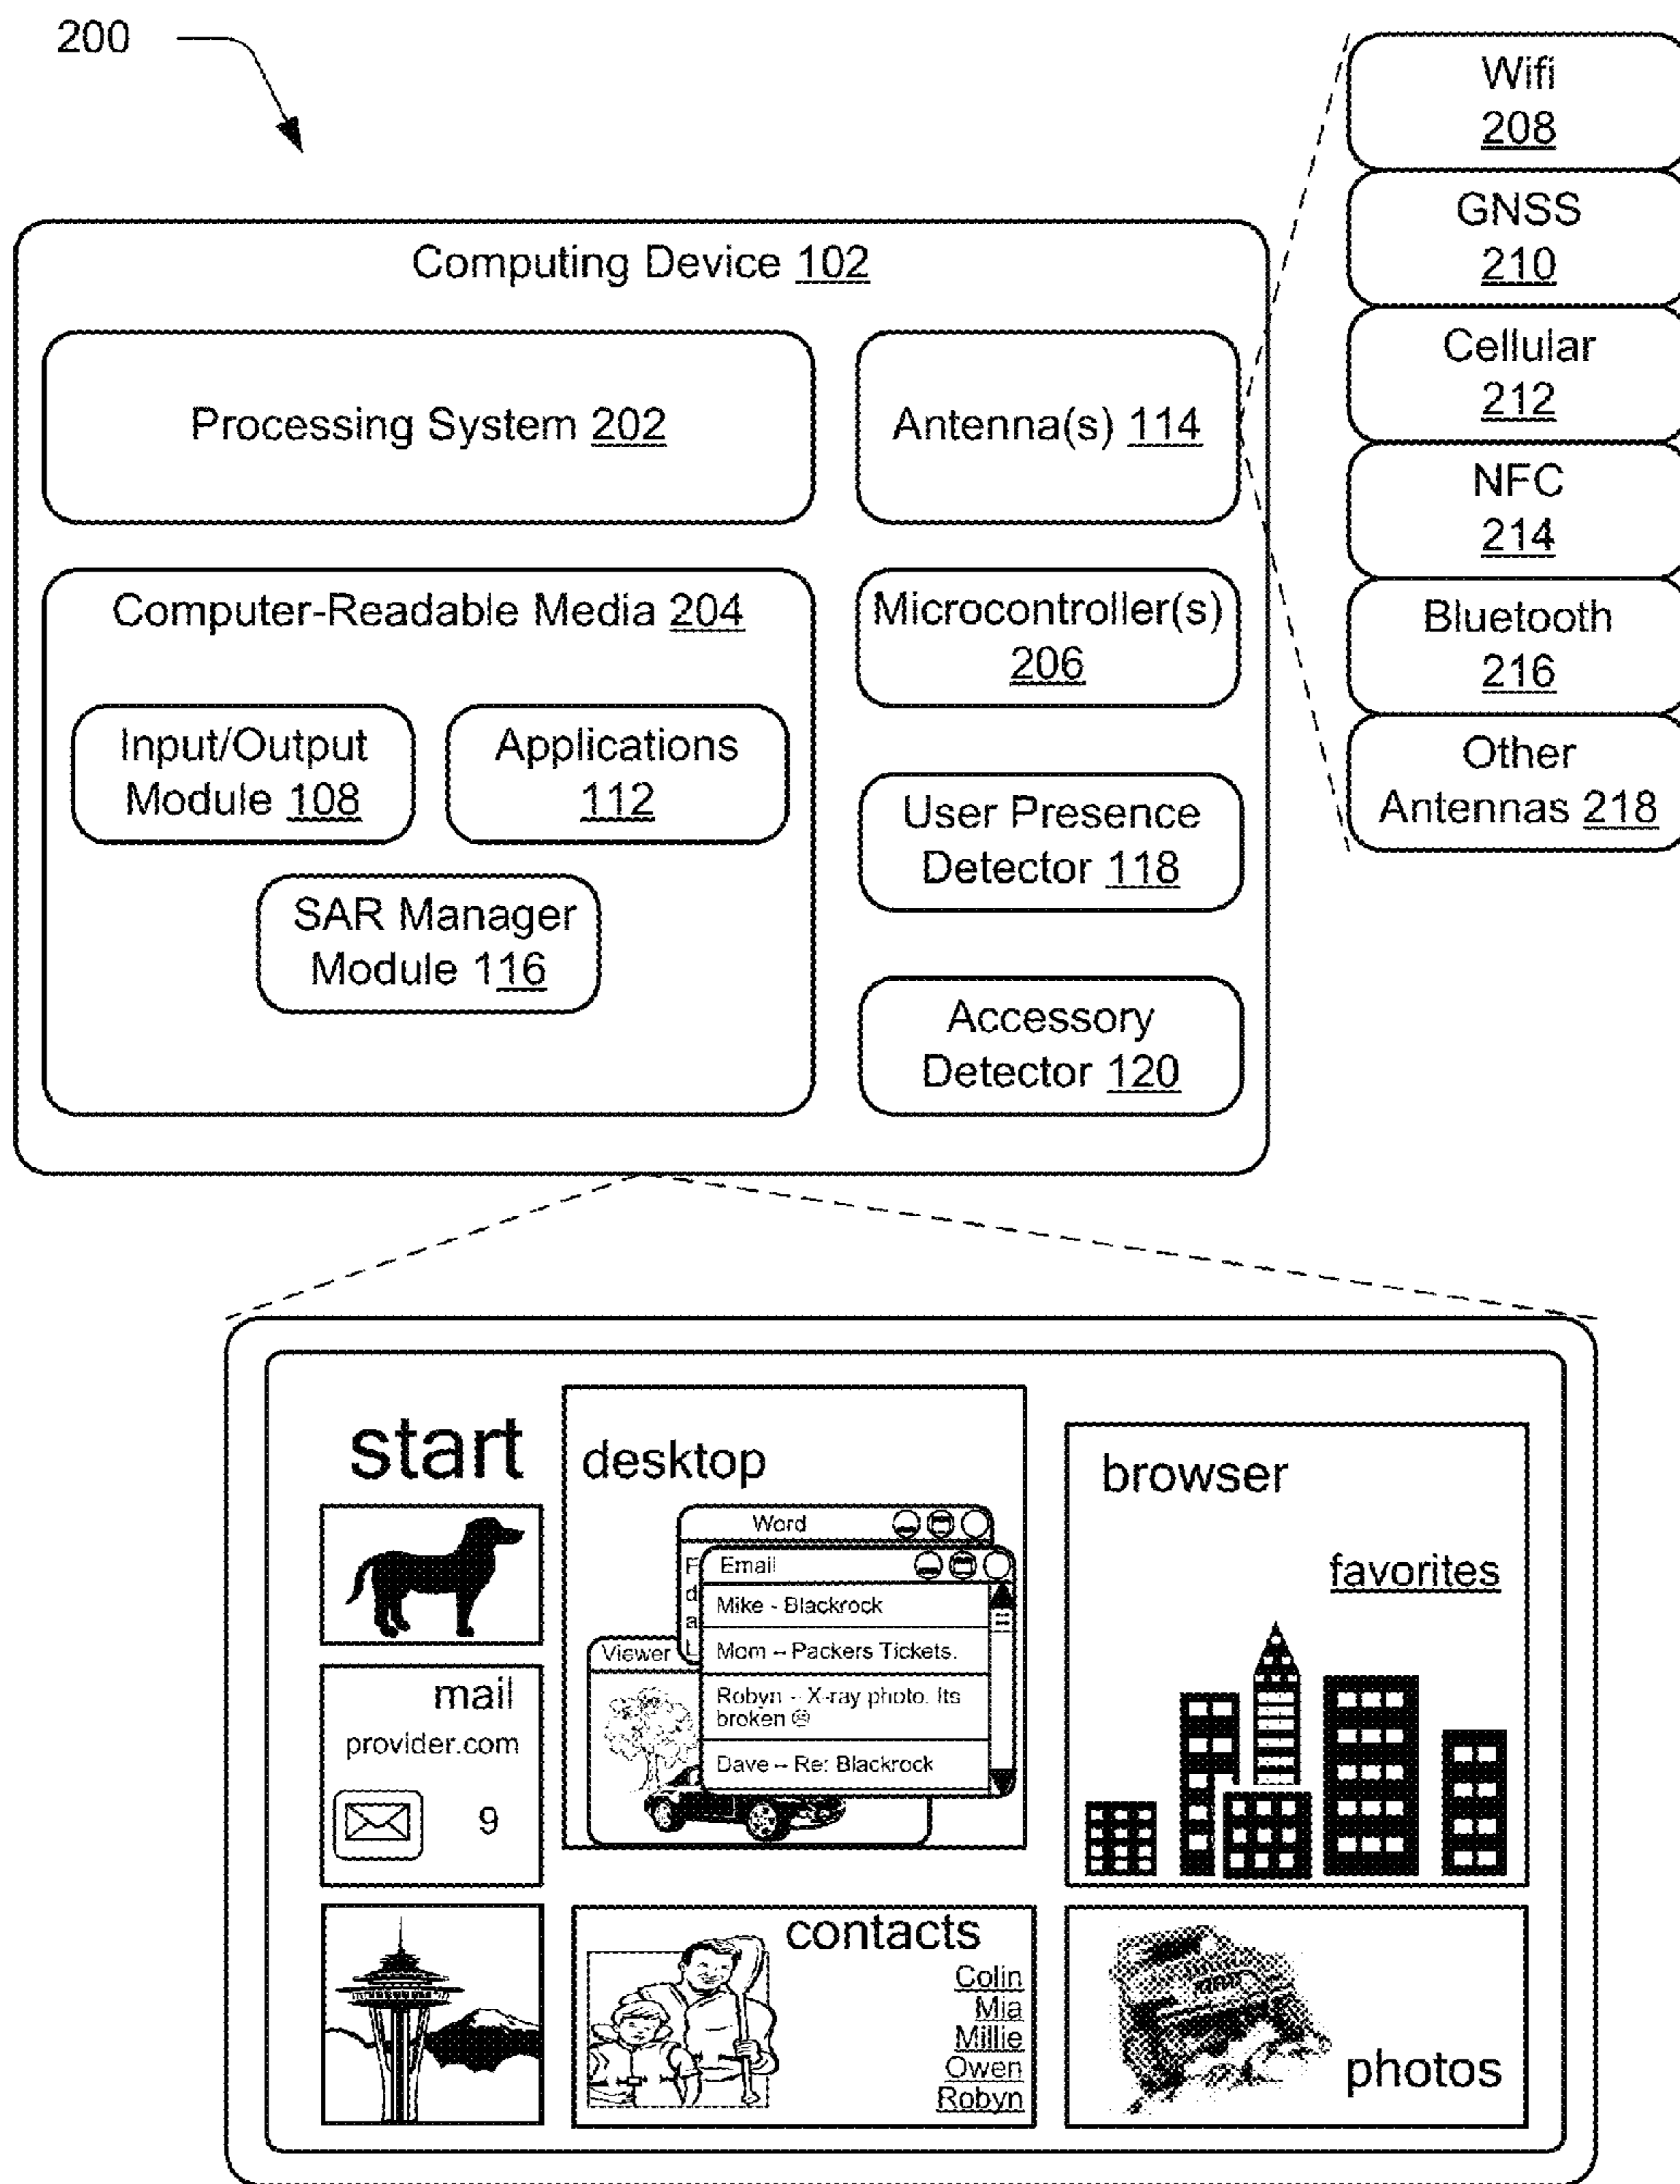 200
Wifi
208
GNSS
210
Cellular
212
NFC
214
Bluetooth
216
Other
Antennas 218
Computing Device 102
Processing System 202
Antenna(s) 114
Computer-Readable Media 204
Microcontroller(s)
206
Input/Output
Module 108
Applications
112
SAR Manager
Module 116
User Presence
Detector 118
Accessory
Detector 120
start
desktop
Word
F
d
a
L
Email
Mike - Blackrock
Mom – Packers Tickets.
Robyn – X-ray photo. Its
broken ☹
Dave – Re: Blackrock
Viewer
browser
favorites
mail
provider.com
9
contacts
Colin
Mia
Millie
Owen
Robyn
photos